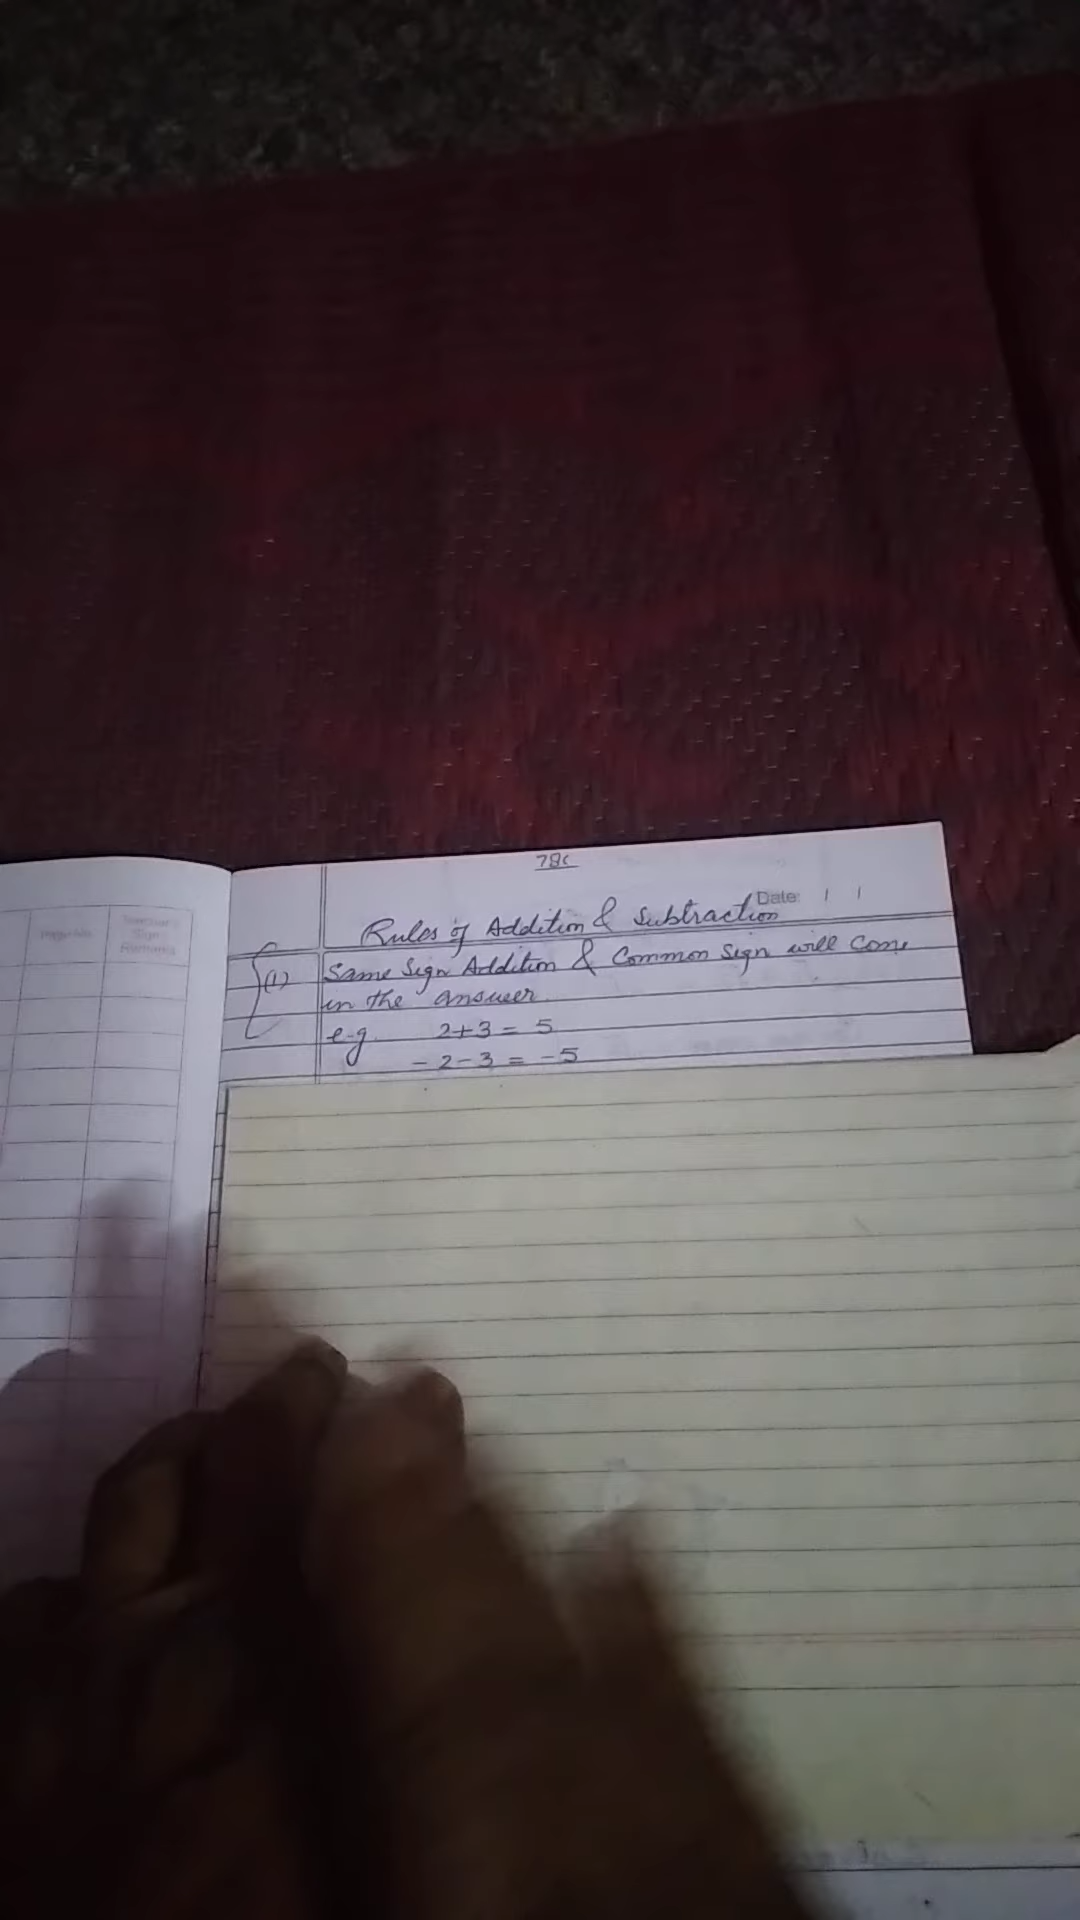 786
Date: / /
Rules of Addition & Subtraction
(1) Same Sign Addition & Common Sign will come
in the answer.
e.g. 2+3 = 5
- 2-3 = -5